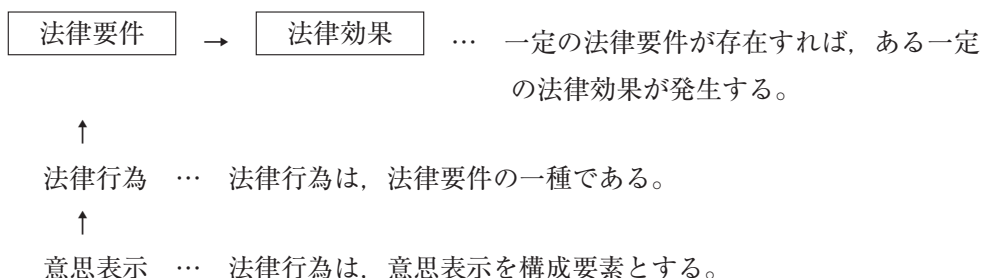 法律要件 → 法律効果 … 一定の法律要件が存在すれば，ある一定
の法律効果が発生する。
↑
法律行為 … 法律行為は，法律要件の一種である。
↑
意思表示 … 法律行為は，意思表示を構成要素とする。